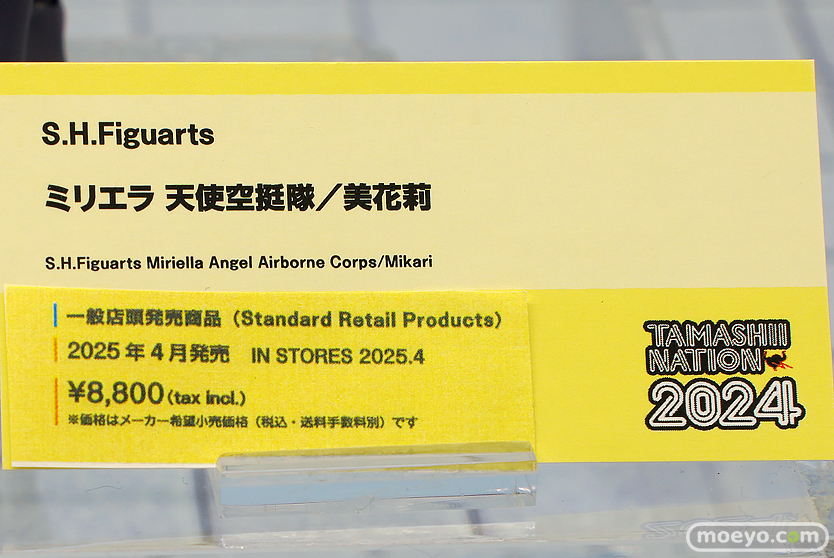 S.H.Figuarts
ミリエラ 天使空挺隊／美花莉
S.H.Figuarts Miriella Angel Airborne Corps/Mikari
一般店頭発売商品（Standard Retail Products）
2025年4月発売 IN STORES 2025.4
¥8,800(tax incl.)
※価格はメーカー希望小売価格（税込・送料手数料別）です
TAMASHII
NATION
2024
moeyo.com